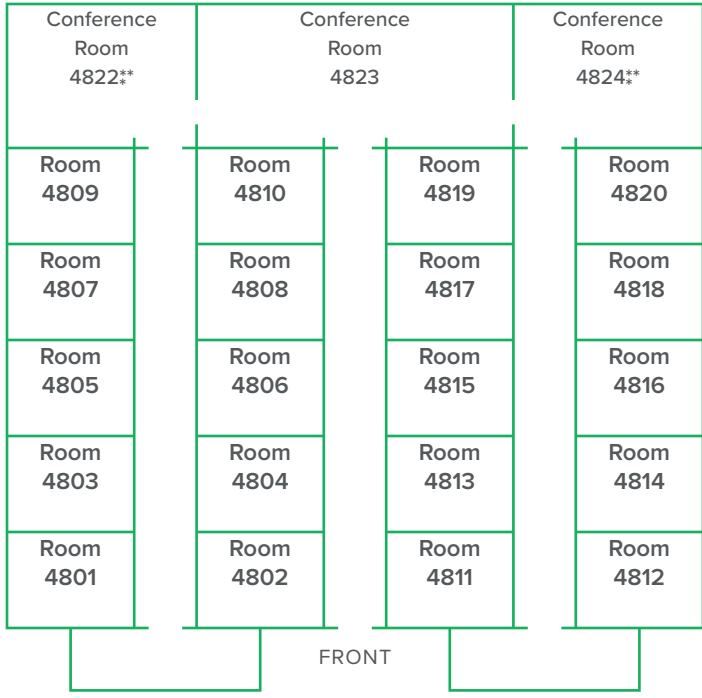 Conference
Room
4822***
Conference
Room
4823
Conference
Room
4824***
Room
4809
Room
4810
Room
4819
Room
4820
Room
4807
Room
4808
Room
4817
Room
4818
Room
4805
Room
4806
Room
4815
Room
4816
Room
4803
Room
4804
Room
4813
Room
4814
Room
4801
Room
4802
Room
4811
Room
4812
FRONT